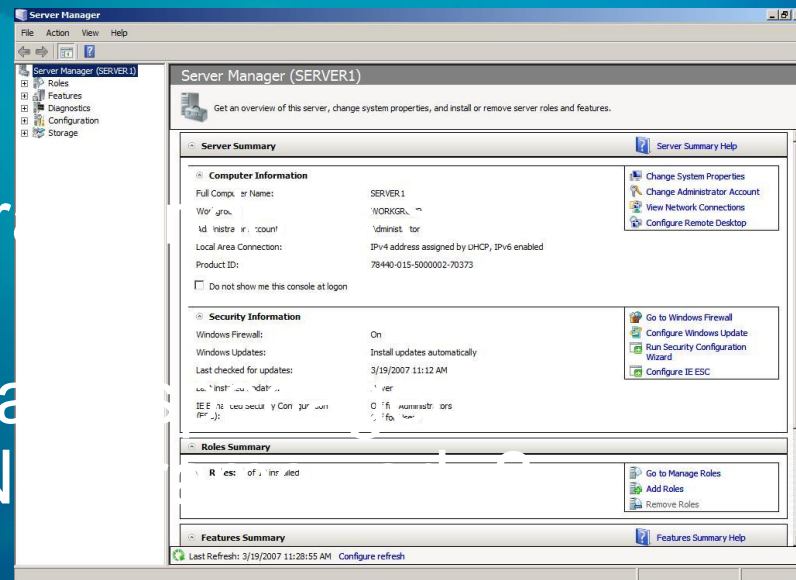 Server Manager
File Action View Help
Server Manager (SERVER1)
Roles
Features
Diagnostics
Configuration
Storage
Server Manager (SERVER1)
Get an overview of this server, change system properties, and install or remove server roles and features.
Server Summary
Server Summary Help
Computer Information
Full Computer Name: SERVER1
Local Area Connection: IPv4 address assigned by DHCP, IPv6 enabled
Product ID: 78440-015-5000002-70373
Do not show me this console at logon
Change System Properties
Change Administrator Account
View Network Connections
Configure Remote Desktop
Security Information
Windows Firewall: On
Windows Updates: Install updates automatically
Last checked for updates: 3/19/2007 11:12 AM
Go to Windows Firewall
Configure Windows Update
Run Security Configuration
Wizard
Configure IE ESC
Roles Summary
Go to Manage Roles
Add Roles
Remove Roles
Features Summary
Features Summary Help
Last Refresh: 3/19/2007 11:28:55 AM Configure refresh